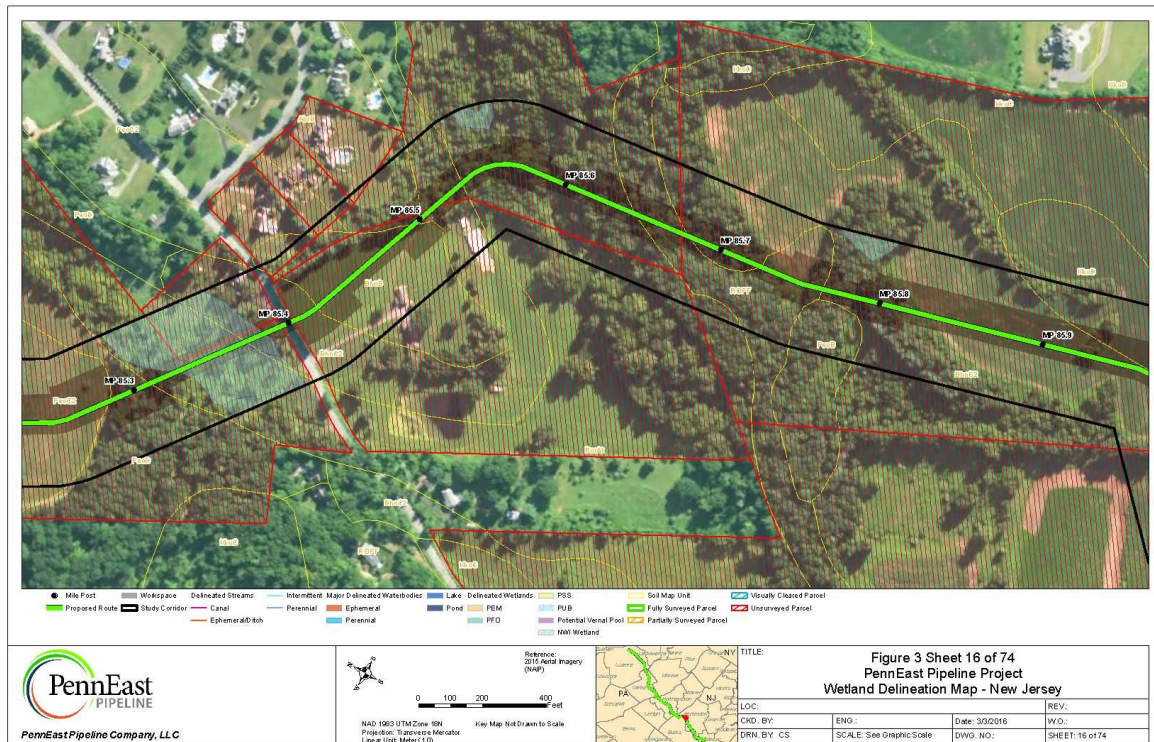 MP 85.3
MP 85.4
MP 85.5
MP 85.6
MP 85.7
MP 85.8
MP 85.9
ROPF
Mile Post
Workspace
Delineated Streams
Intermittent
Major Delineated Waterbodies
Lake
Delineated Wetlands
PSS
Soil Map Unit
Visually Cleared Parcel
Proposed Route
Study Corridor
Canal
Perennial
Ephemeral
Pond
PEM
PUB
Fully Surveyed Parcel
Unsurveyed Parcel
Ephemeral/Ditch
Perennial
PFO
Potential Vernal Pool
Partially Surveyed Parcel
NWI Wetland
PennEast
PIPELINE
PennEast Pipeline Company, LLC
Reference:
2015 Aerial Imagery
(NAIP)
0 100 200 400
Feet
NAD 1983 UTM Zone 18N
Projection: Transverse Mercator
Linear Unit: Meter (1.0)
Key Map Not Drawn to Scale
NY
PA
NJ
TITLE:
Figure 3 Sheet 16 of 74
PennEast Pipeline Project
Wetland Delineation Map - New Jersey
LOC:
REV.:
CKD. BY:
ENG.:
Date: 3/3/2016
W.O.:
DRN. BY: CS
SCALE: See Graphic Scale
DWG. NO.:
SHEET: 16 of 74